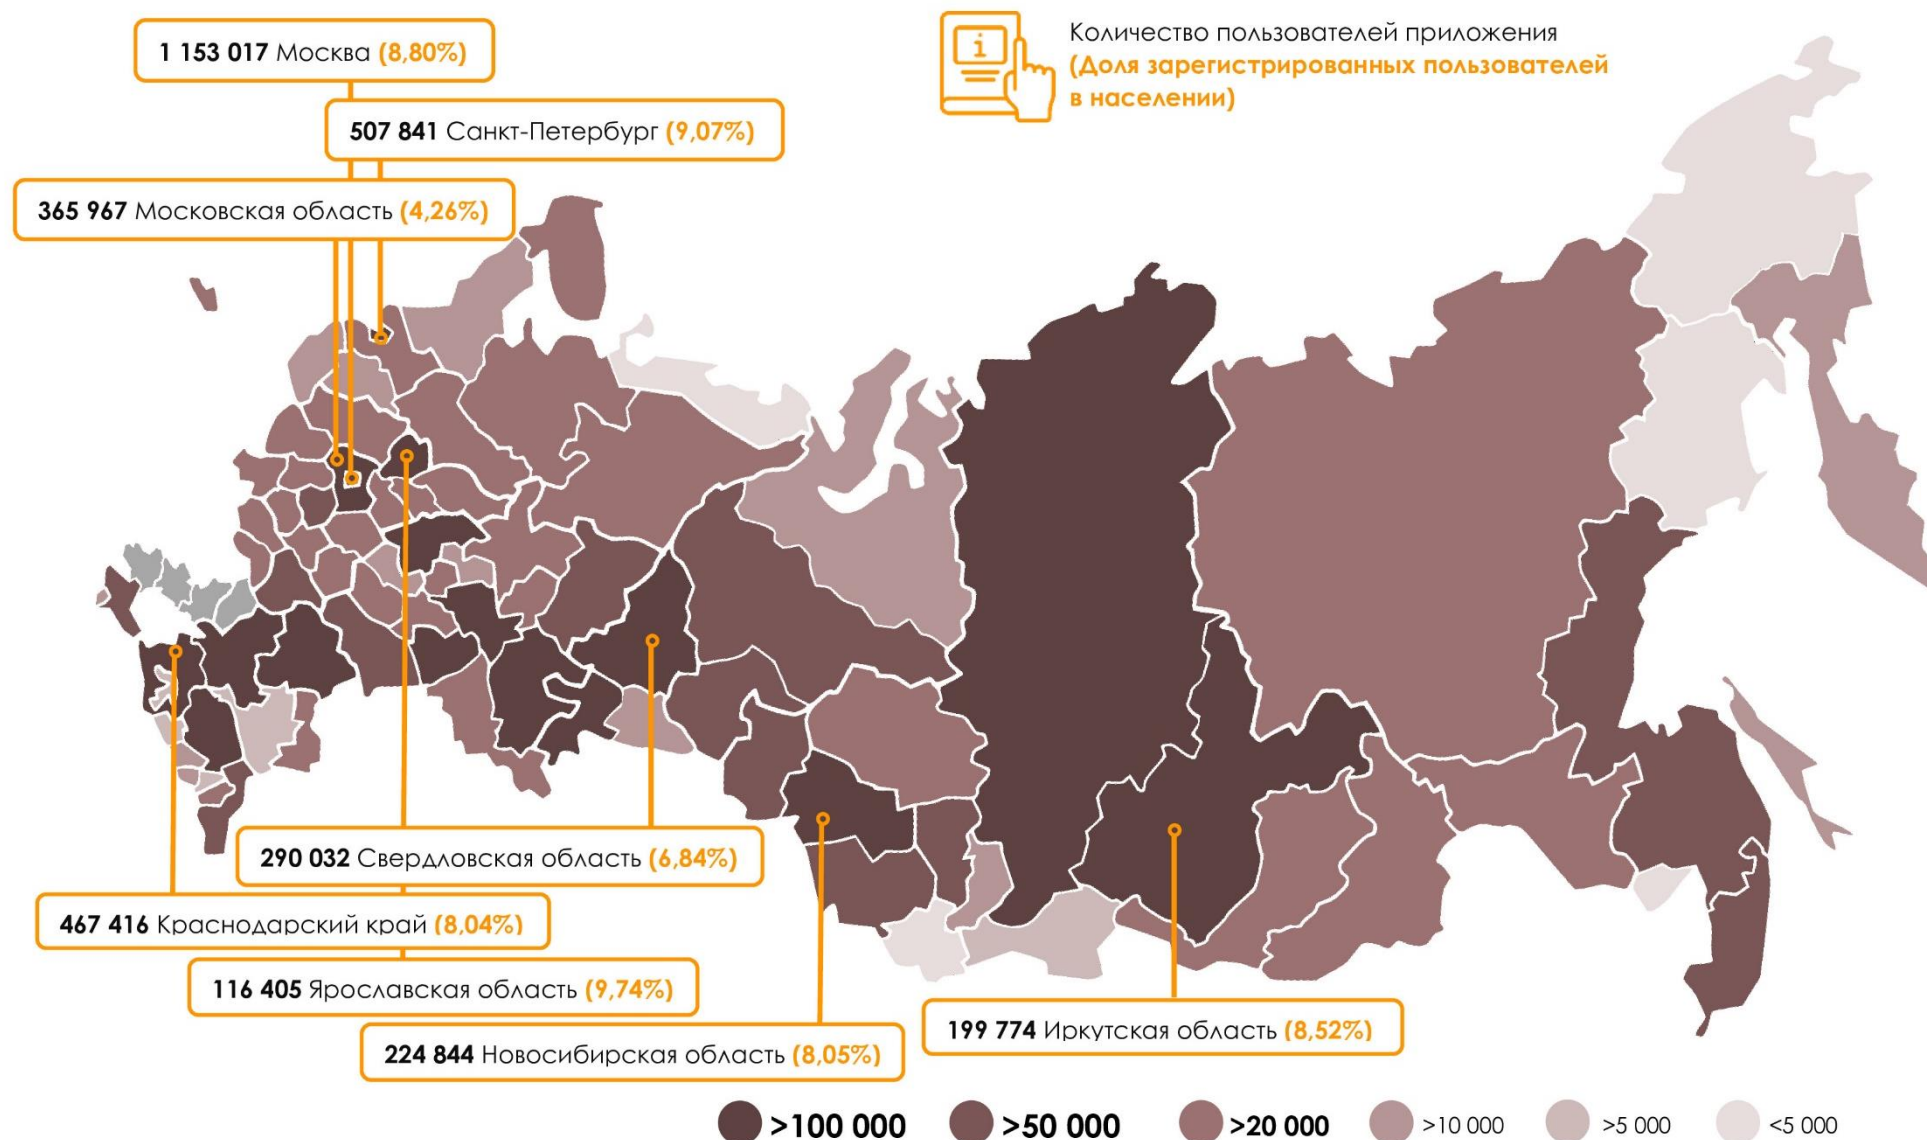 1 153 017 Москва (8,80%)
Количество пользователей приложения
(Доля зарегистрированных пользователей
в населении)
507 841 Санкт-Петербург (9,07%)
365 967 Московская область (4,26%)
290 032 Свердловская область (6,84%)
467 416 Краснодарский край (8,04%)
116 405 Ярославская область (9,74%)
199 774 Иркутская область (8,52%)
224 844 Новосибирская область (8,05%)
>100 000 >50 000 >20 000 >10 000 >5 000 <5 000